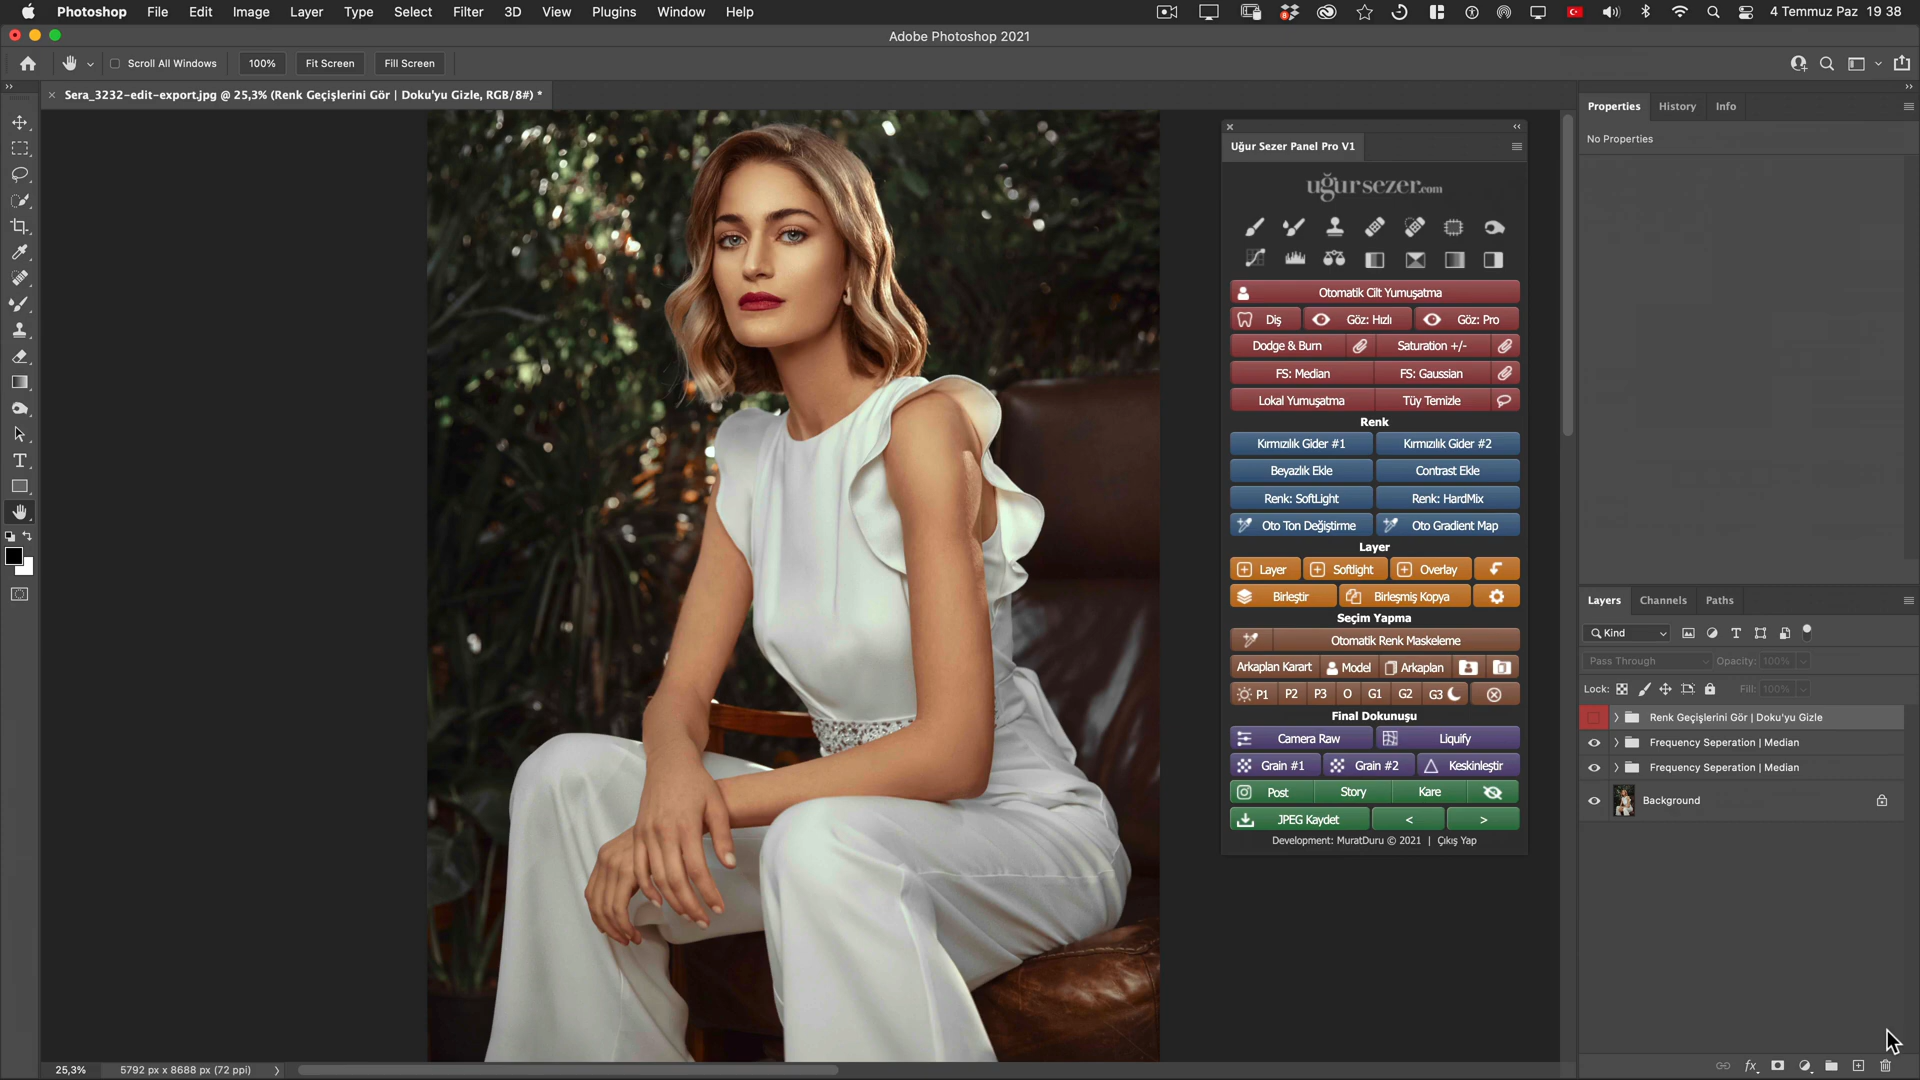 Photoshop File Edit Image Layer Type Select Filter 3D View Plugins Window Help 4 Temmuz Paz 19 38
Adobe Photoshop 2021
Scroll All Windows 100% Fit Screen Fill Screen
Sera_3232-edit-export.jpg @ 25,3% (Renk Geçişlerini Gör | Doku'yu Gizle, RGB/8#) *
Uğur Sezer Panel Pro V1
uğursezer.com
Otomatik Cilt Yumuşatma
Diş Göz: Hızlı Göz: Pro
Dodge & Burn Saturation +/-
FS: Median FS: Gaussian
Lokal Yumuşatma Tüy Temizle
Renk
Kırmızılık Gider #1 Kırmızılık Gider #2
Beyazlık Ekle Contrast Ekle
Renk: SoftLight Renk: HardMix
Oto Ton Değiştirme Oto Gradient Map
Layer
Layer Softlight Overlay
Birleştir Birleşmiş Kopya
Seçim Yapma
Otomatik Renk Maskeleme
Arkaplan Karart Model Arkaplan
P1 P2 P3 O G1 G2 G3
Final Dokunuşu
Camera Raw Liquify
Grain #1 Grain #2 Keskinleştir
Post Story Kare
JPEG Kaydet < >
Development: MuratDuru © 2021 | Çıkış Yap
Properties History Info
No Properties
Layers Channels Paths
Kind
Pass Through Opacity: 100%
Lock: Fill: 100%
Renk Geçişlerini Gör | Doku'yu Gizle
Frequency Seperation | Median
Frequency Seperation | Median
Background
fx
25,3% 5792 px x 8688 px (72 ppi)